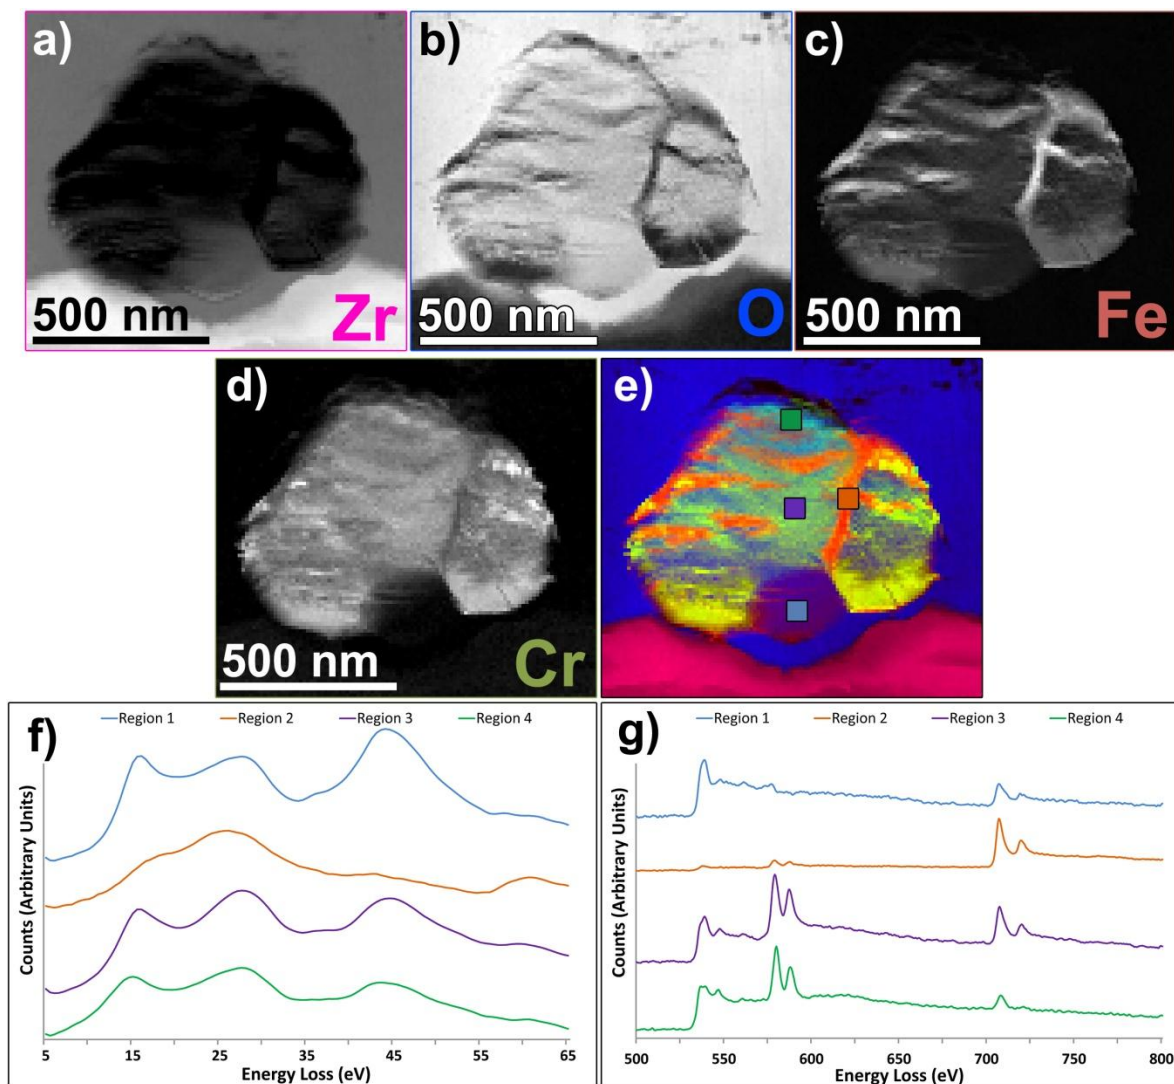 a)
500 nm
Zr
b)
500 nm
O
c)
500 nm
Fe
d)
500 nm
Cr
e)
f)
Region 1 Region 2 Region 3 Region 4
Counts (Arbitrary Units)
5 15 25 35 45 55 65
Energy Loss (eV)
g)
Region 1 Region 2 Region 3 Region 4
Counts (Arbitrary Units)
500 550 600 650 700 750 800
Energy Loss (eV)